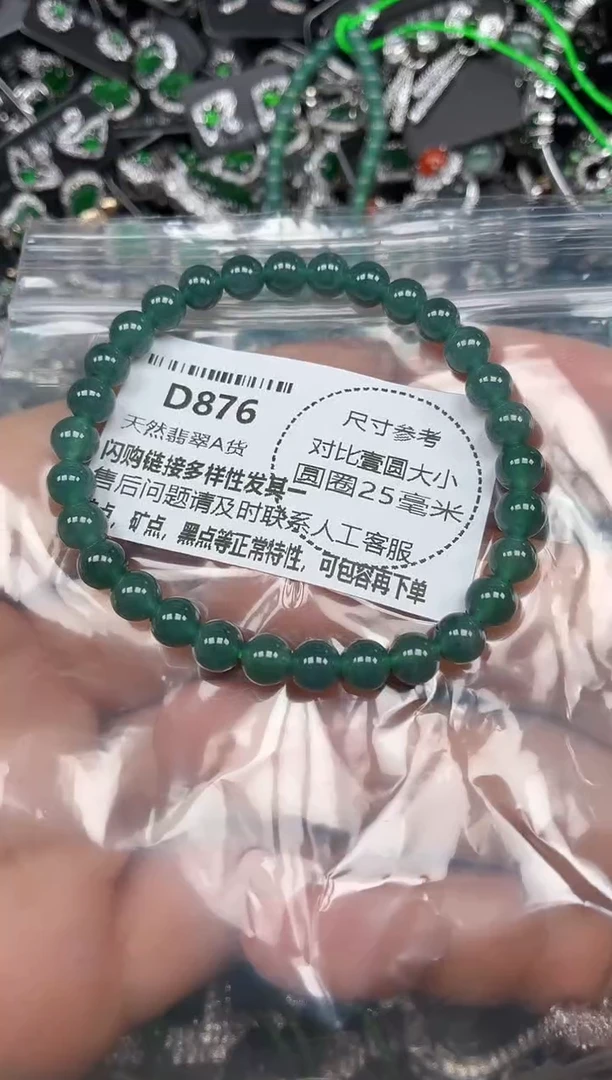 D876
天然翡翠A货
闪购链接多样性发其一
售后问题请及时联系人工客服
点，矿点，黑点等正常特性，可包容再下单
尺寸参考
对比壹圆大小
圆圈25毫米